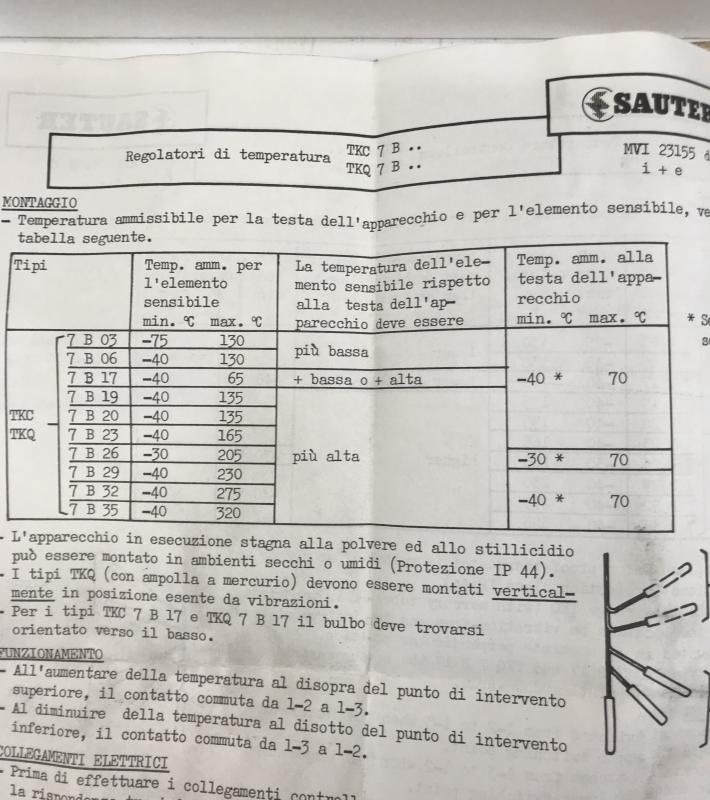 SAUTER
Regolatori di temperatura TKC 7 B ••
TKQ 7 B ••
MVI 23155 d
i + e
MONTAGGIO
- Temperatura ammissibile per la testa dell'apparecchio e per l'elemento sensibile, ve
tabella seguente.
Tipi
Temp. amm. per
l'elemento
sensibile
min. °C max. °C
La temperatura dell'ele-
mento sensibile rispetto
alla testa dell'ap-
parecchio deve essere
Temp. amm. alla
testa dell'appa-
recchio
min. °C max. °C
* Se
TKC
TKQ
7 B 03 -75 130
7 B 06 -40 130
più bassa
7 B 17 -40 65 + bassa o + alta -40 * 70
7 B 19 -40 135
7 B 20 -40 135
7 B 23 -40 165
7 B 26 -30 205 più alta -30 * 70
7 B 29 -40 230
7 B 32 -40 275 -40 * 70
7 B 35 -40 320
- L'apparecchio in esecuzione stagna alla polvere ed allo stillicidio
può essere montato in ambienti secchi o umidi (Protezione IP 44).
- I tipi TKQ (con ampolla a mercurio) devono essere montati vertical-
mente in posizione esente da vibrazioni.
- Per i tipi TKC 7 B 17 e TKQ 7 B 17 il bulbo deve trovarsi
orientato verso il basso.
FUNZIONAMENTO
- All'aumentare della temperatura al disopra del punto di intervento
superiore, il contatto commuta da 1-2 a 1-3.
- Al diminuire della temperatura al disotto del punto di intervento
inferiore, il contatto commuta da 1-3 a 1-2.
COLLEGAMENTI ELETTRICI
- Prima di effettuare i collegamenti controll
la